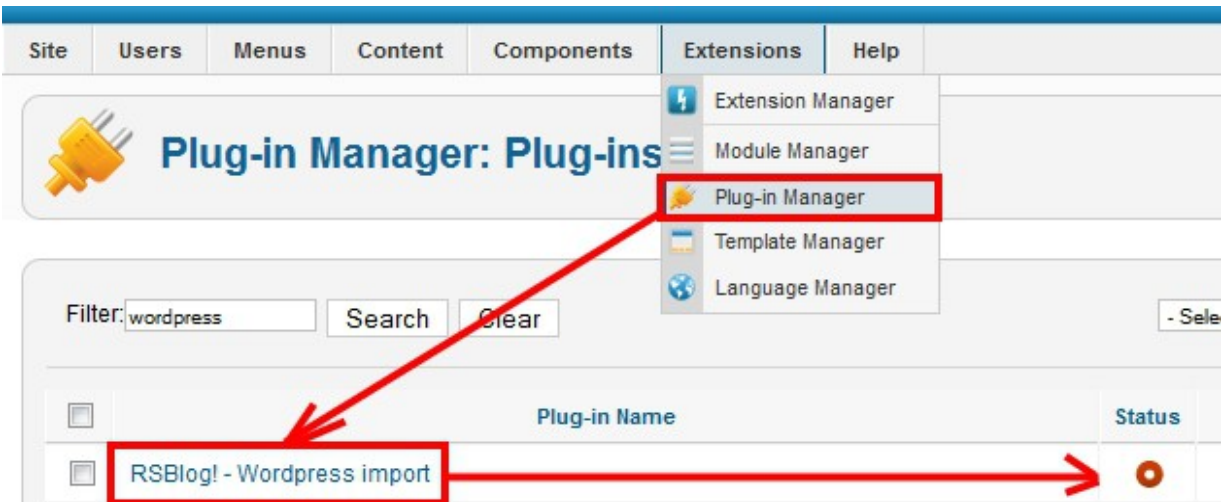 Site Users Menus Content Components Extensions Help
Extension Manager
Plug-in Manager: Plug-ins
Module Manager
Plug-in Manager
Template Manager
Language Manager
Filter: wordpress Search Clear
- Sele
Plug-in Name Status
RSBlog! - Wordpress import